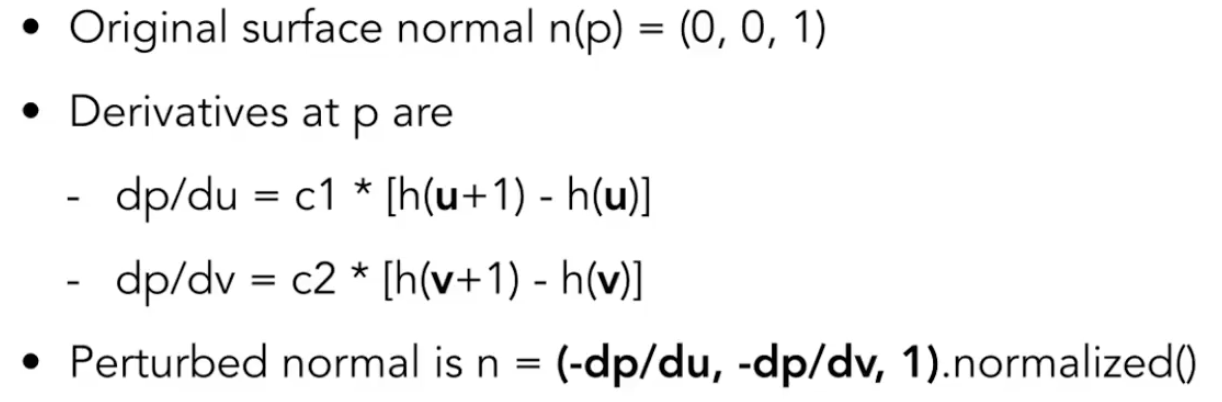 • Original surface normal n(p) = (0, 0, 1)
• Derivatives at p are
- dp/du = c1 * [h(u+1) - h(u)]
- dp/dv = c2 * [h(v+1) - h(v)]
• Perturbed normal is n = (-dp/du, -dp/dv, 1).normalized()